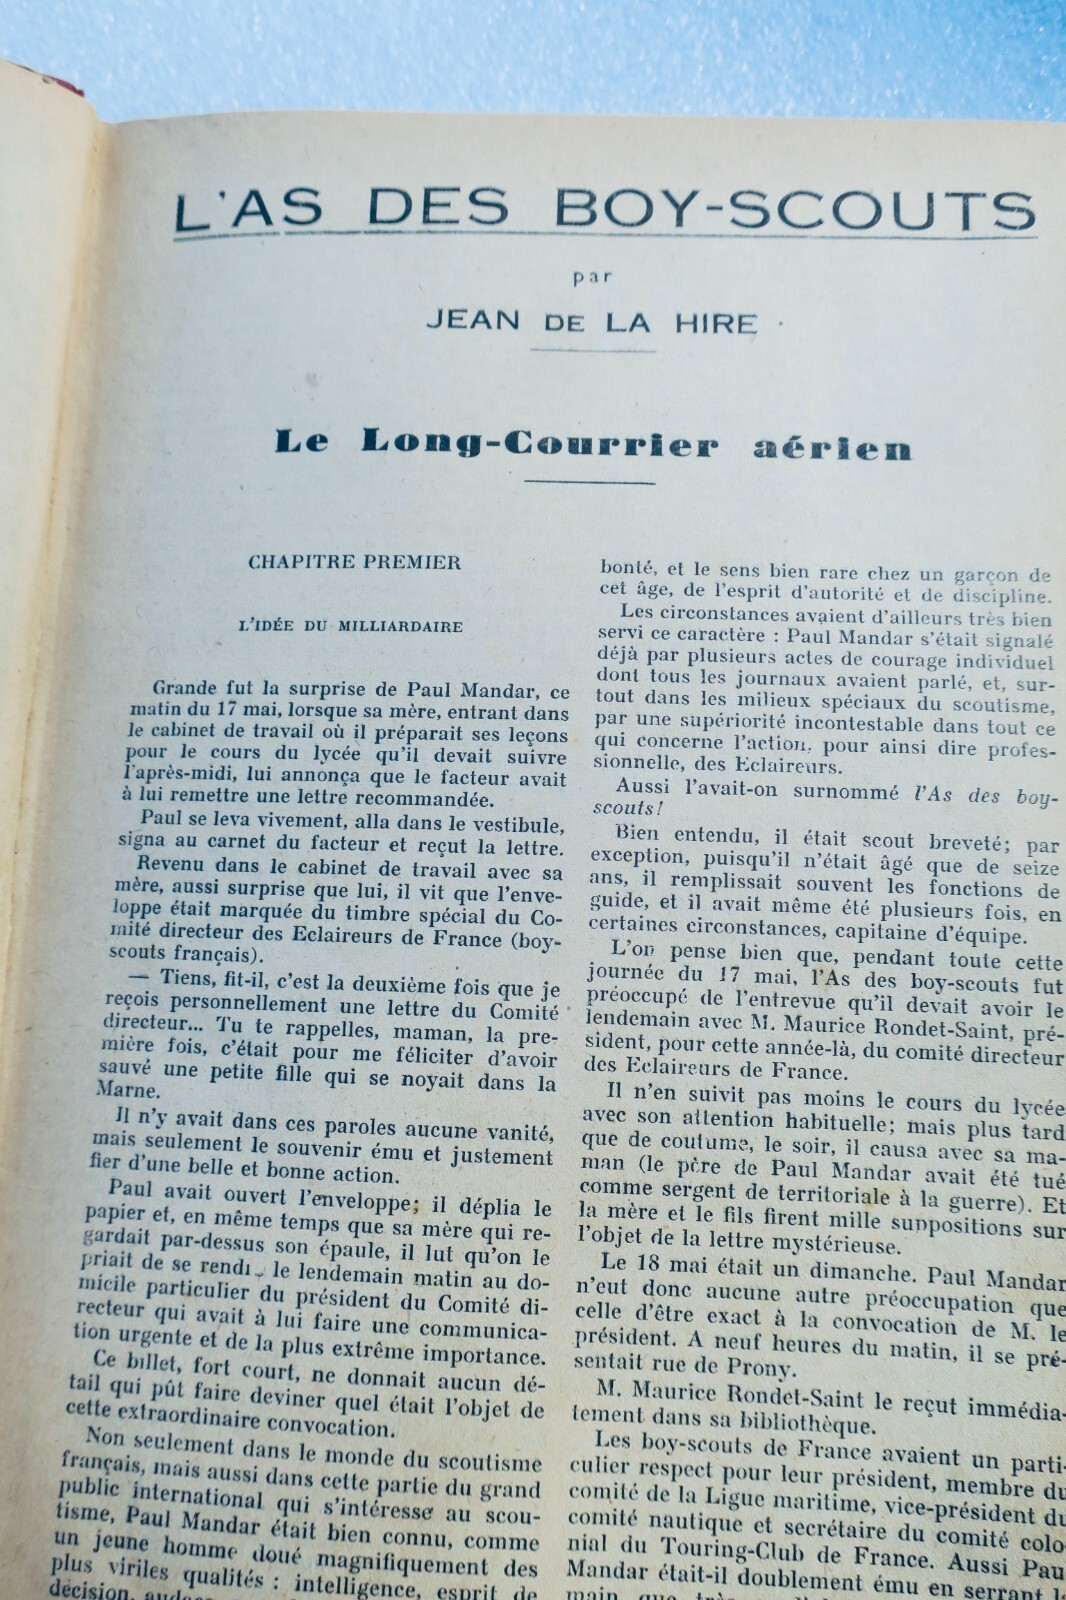 L'AS DES BOY-SCOUTS
par
JEAN DE LA HIRE
Le Long-Courrier aérien
CHAPITRE PREMIER
L'IDÉE DU MILLIARDAIRE
Grande fut la surprise de Paul Mandar, ce
matin du 17 mai, lorsque sa mère, entrant dans
le cabinet de travail où il préparait ses leçons
pour le cours du lycée qu'il devait suivre
l'après-midi, lui annonça que le facteur avait
à lui remettre une lettre recommandée.
Paul se leva vivement, alla dans le vestibule,
signa au carnet du facteur et reçut la lettre.
Revenu dans le cabinet de travail avec sa
mère, aussi surprise que lui, il vit que l'enve-
loppe était marquée du timbre spécial du Co-
mité directeur des Eclaireurs de France (boy-
scouts français).
— Tiens, fit-il, c'est la deuxième fois que je
reçois personnellement une lettre du Comité
directeur... Tu te rappelles, maman, la pre-
mière fois, c'était pour me féliciter d'avoir
sauvé une petite fille qui se noyait dans la
Marne.
Il n'y avait dans ces paroles aucune vanité,
mais seulement le souvenir ému et justement
fier d'une belle et bonne action.
Paul avait ouvert l'enveloppe; il déplia le
papier et, en même temps que sa mère qui re-
gardait par-dessus son épaule, il lut qu'on le
priait de se rendr le lendemain matin au do-
micile particulier du président du Comité di-
recteur qui avait à lui faire une communica-
tion urgente et de la plus extrême importance.
Ce billet, fort court, ne donnait aucun dé-
tail qui pût faire deviner quel était l'objet de
cette extraordinaire convocation.
Non seulement dans le monde du scoutisme
français, mais aussi dans cette partie du grand
public international qui s'intéresse au scou-
tisme, Paul Mandar était bien connu, comme
un jeune homme doué magnifiquement des
plus viriles qualités : intelligence, esprit de
décision,
bonté, et le sens bien rare chez un garçon de
cet âge, de l'esprit d'autorité et de discipline.
Les circonstances avaient d'ailleurs très bien
servi ce caractère : Paul Mandar s'était signalé
déjà par plusieurs actes de courage individuel
dont tous les journaux avaient parlé, et, sur-
tout dans les milieux spéciaux du scoutisme,
par une supériorité incontestable dans tout ce
qui concerne l'action, pour ainsi dire profes-
sionnelle, des Eclaireurs.
Aussi l'avait-on surnommé l'As des boy-
scouts!
Bien entendu, il était scout breveté; par
exception, puisqu'il n'était âgé que de seize
ans, il remplissait souvent les fonctions de
guide, et il avait même été plusieurs fois, en
certaines circonstances, capitaine d'équipe.
L'on pense bien que, pendant toute cette
journée du 17 mai, l'As des boy-scouts fut
préoccupé de l'entrevue qu'il devait avoir le
lendemain avec M. Maurice Rondet-Saint, pré-
sident, pour cette année-là, du comité directeur
des Eclaireurs de France.
Il n'en suivit pas moins le cours du lycée
avec son attention habituelle; mais plus tard
que de coutume, le soir, il causa avec sa ma-
man (le père de Paul Mandar avait été tué
comme sergent de territoriale à la guerre). Et
la mère et le fils firent mille suppositions sur
l'objet de la lettre mystérieuse.
Le 18 mai était un dimanche. Paul Mandar
n'eut donc aucune autre préoccupation que
celle d'être exact à la convocation de M. le
président. A neuf heures du matin, il se pré-
sentait rue de Prony.
M. Maurice Rondet-Saint le reçut immédia-
tement dans sa bibliothèque.
Les boy-scouts de France avaient un parti-
culier respect pour leur président, membre du
comité de la Ligue maritime, vice-président du
comité nautique et secrétaire du comité colo-
nial du Touring-Club de France. Aussi Paul
Mandar était-il doublement ému en serrant la
main que